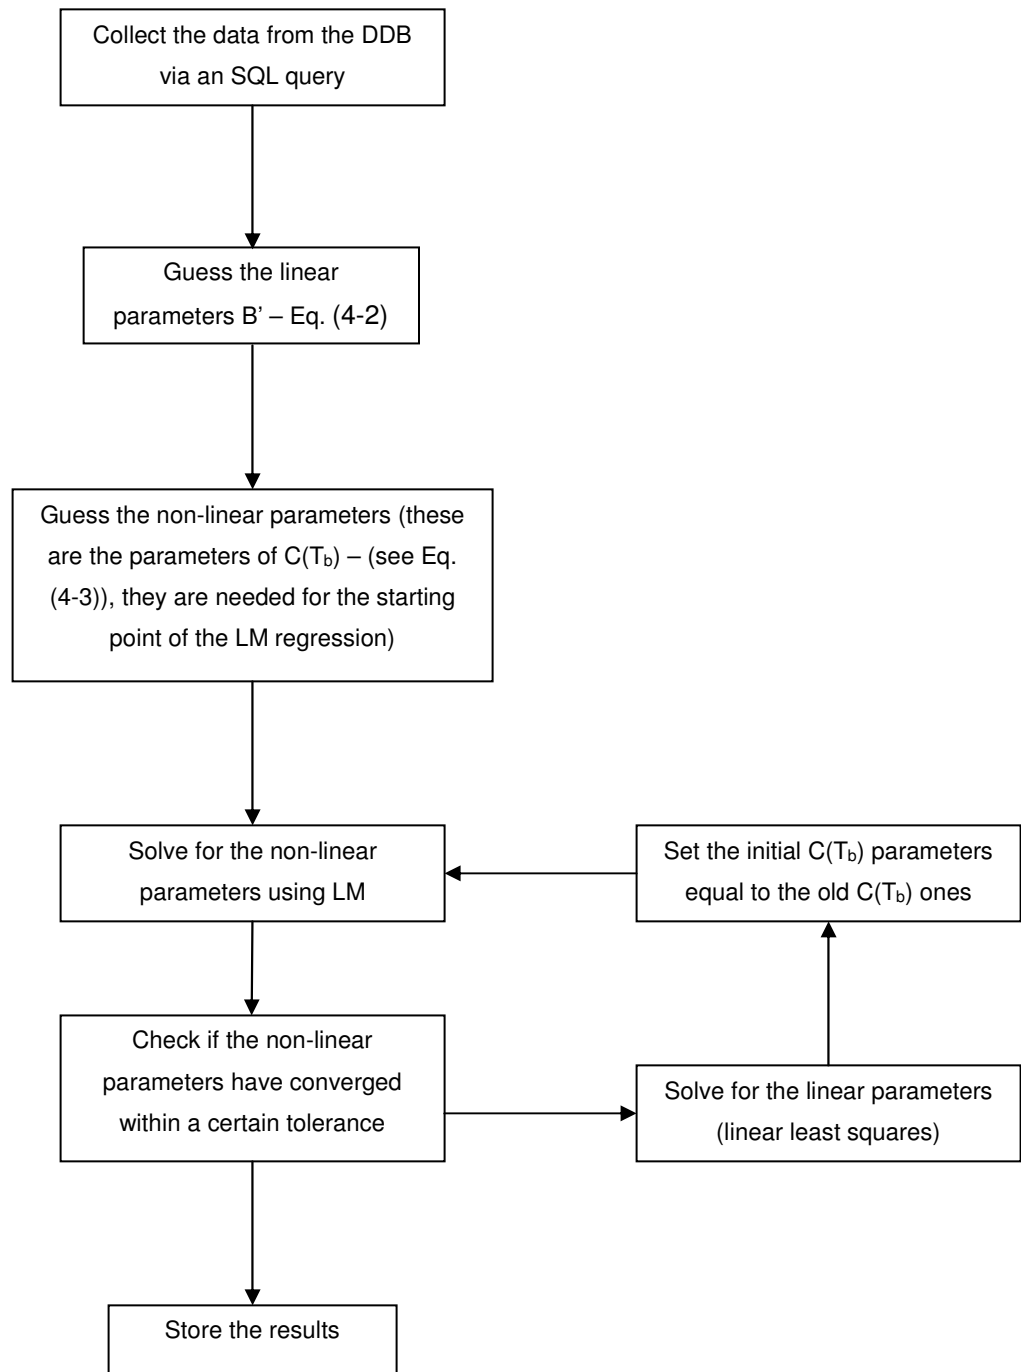 Collect the data from the DDB
via an SQL query
Guess the linear
parameters B’ – Eq. (4-2)
Guess the non-linear parameters (these
are the parameters of C(Tb) – (see Eq.
(4-3)), they are needed for the starting
point of the LM regression)
Solve for the non-linear
parameters using LM
Set the initial C(Tb) parameters
equal to the old C(Tb) ones
Check if the non-linear
parameters have converged
within a certain tolerance
Solve for the linear parameters
(linear least squares)
Store the results